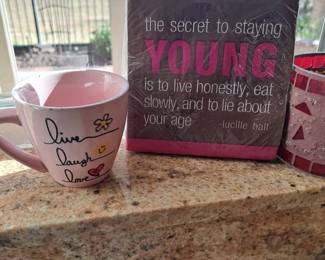 live
laugh
love
the secret to staying
YOUNG
is to live honestly, eat
slowly, and to lie about
your age
-lucille ball